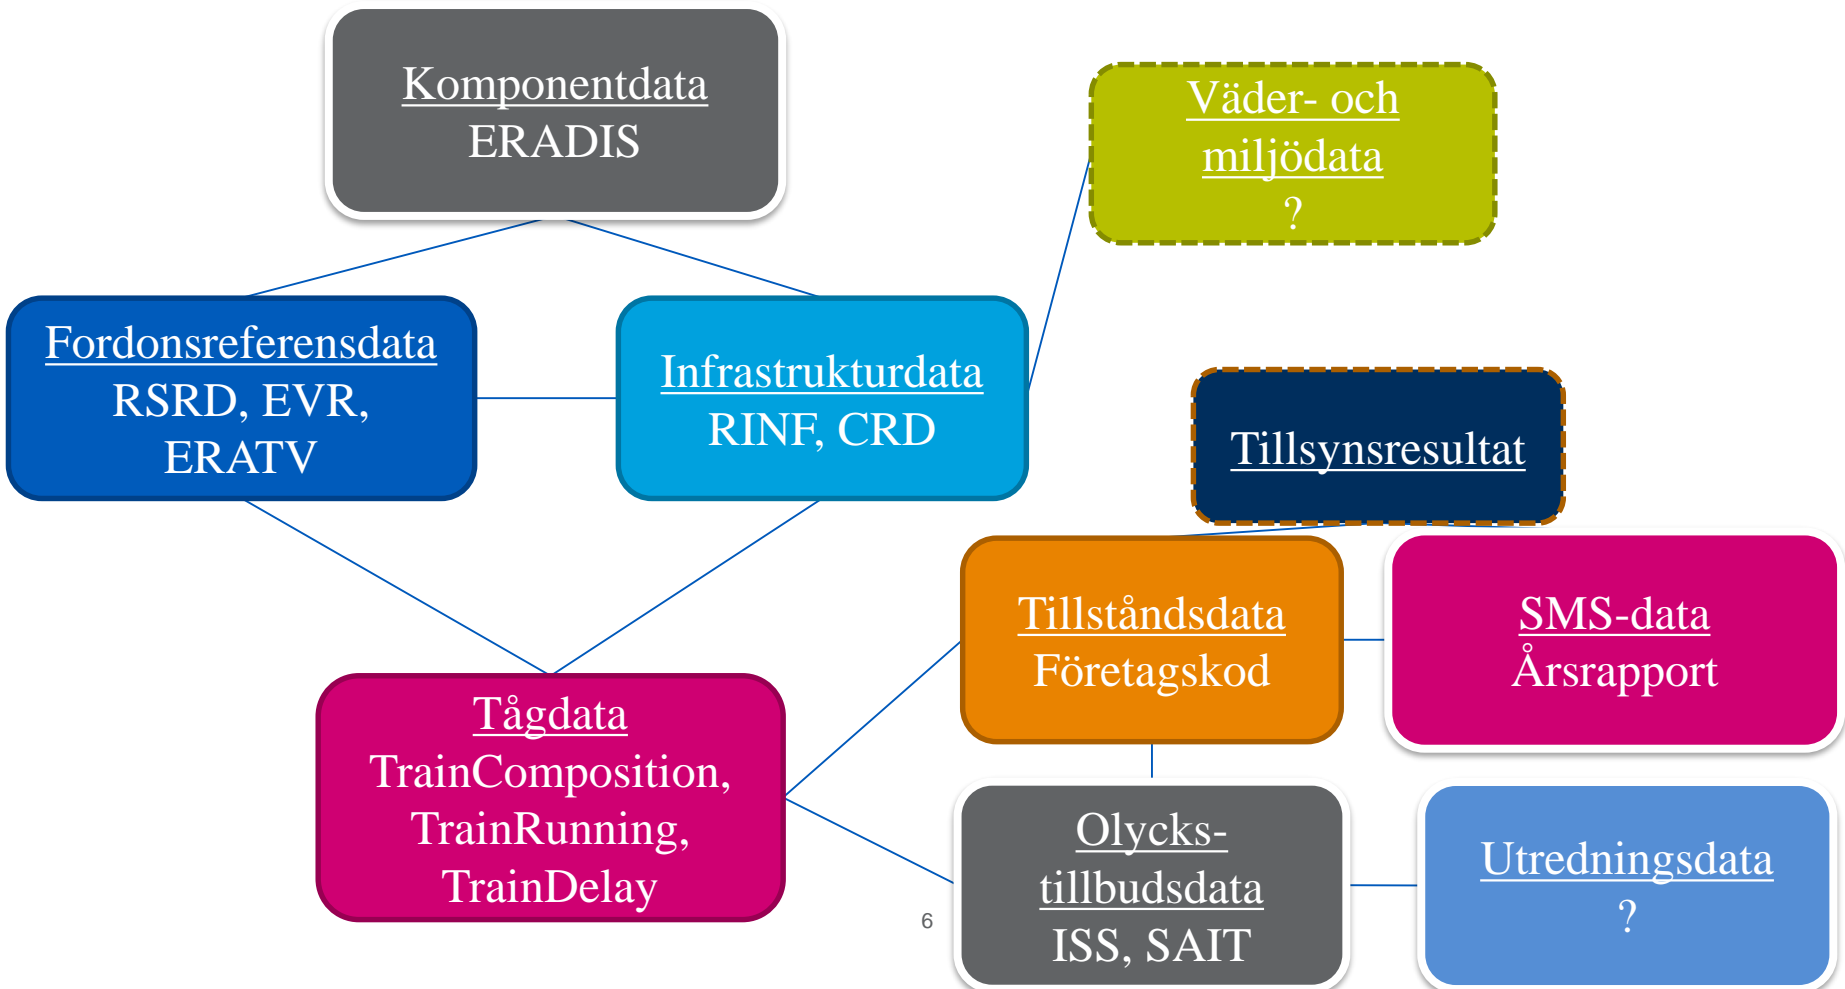 Komponentdata
ERADIS
Väder- och
miljödata
?
Fordonsreferensdata
RSRD, EVR,
ERATV
Infrastrukturdata
RINF, CRD
Tillsynsresultat
Tillståndsdata
Företagskod
SMS-data
Årsrapport
Tågdata
TrainComposition,
TrainRunning,
TrainDelay
Olycks-
tillbudsdata
ISS, SAIT
Utredningsdata
?
6